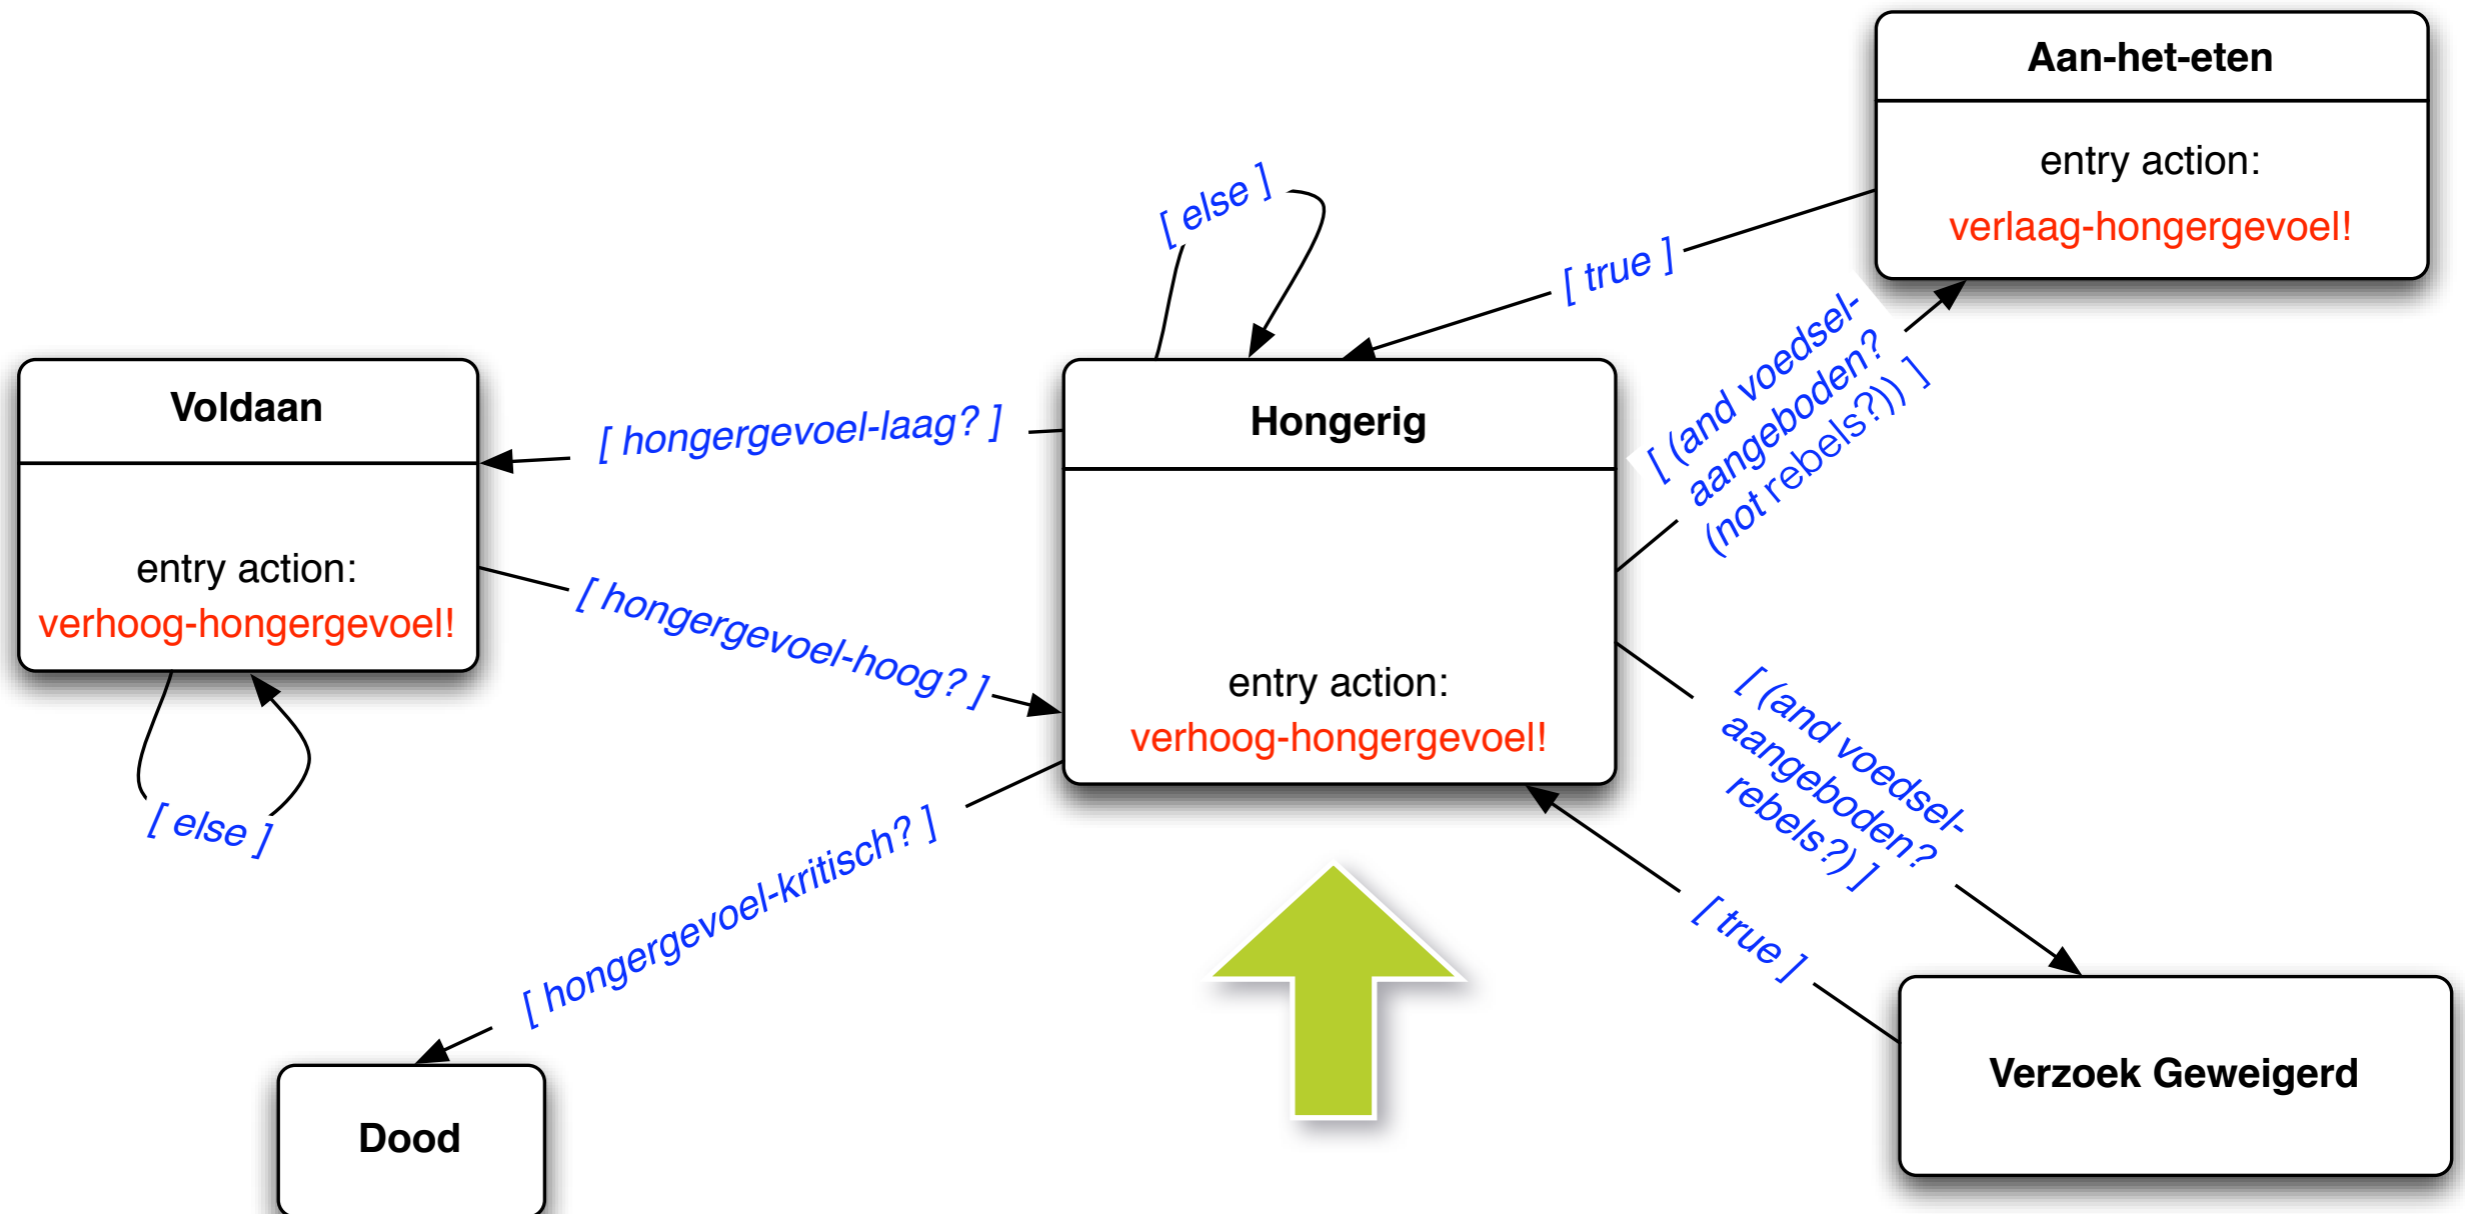 Aan-het-eten
entry action:
verlaag-hongergevoel!
[ else ]
[ true ]
[ (and voedsel-
aangeboden?
(not rebels?)) ]
Voldaan
entry action:
verhoog-hongergevoel!
[ else ]
[ hongergevoel-laag? ]
[ hongergevoel-hoog? ]
Hongerig
entry action:
verhoog-hongergevoel!
[ (and voedsel-
aangeboden?
rebels?) ]
[ true ]
[ hongergevoel-kritisch? ]
Dood
Verzoek Geweigerd